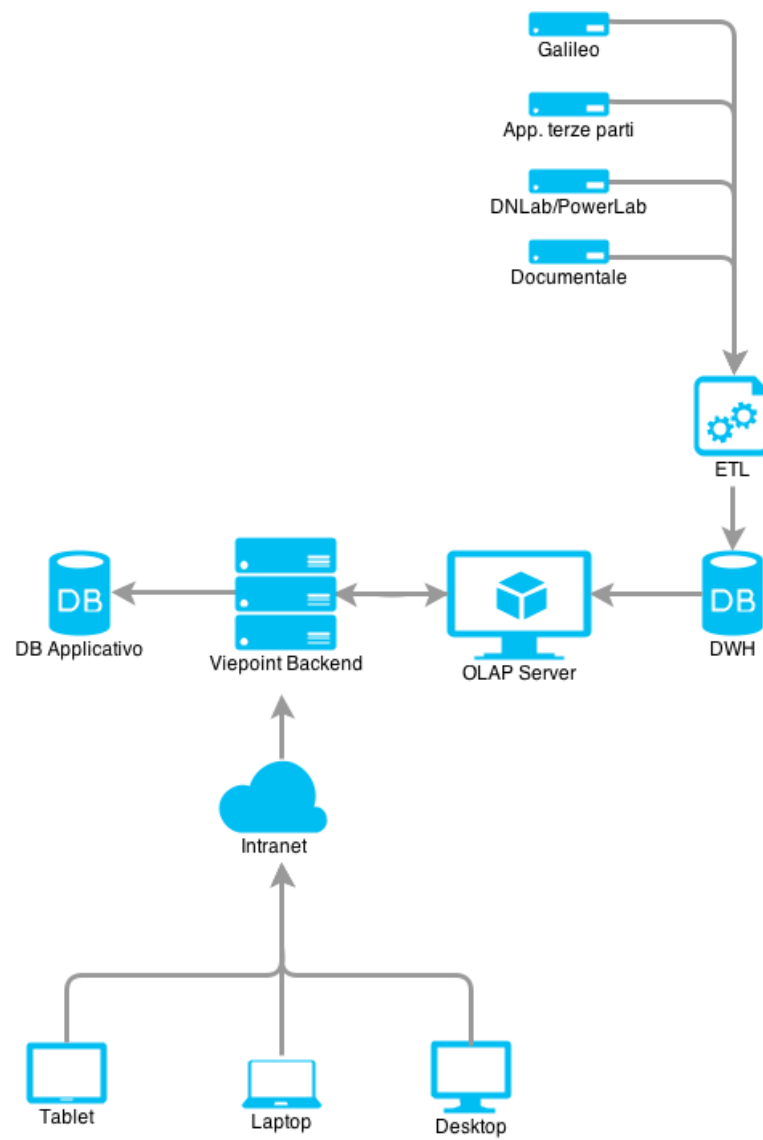 Galileo
App. terze parti
DNLab/PowerLab
Documentale
ETL
DB
DB Applicativo
Viepoint Backend
OLAP Server
DB
DWH
Intranet
Tablet
Laptop
Desktop